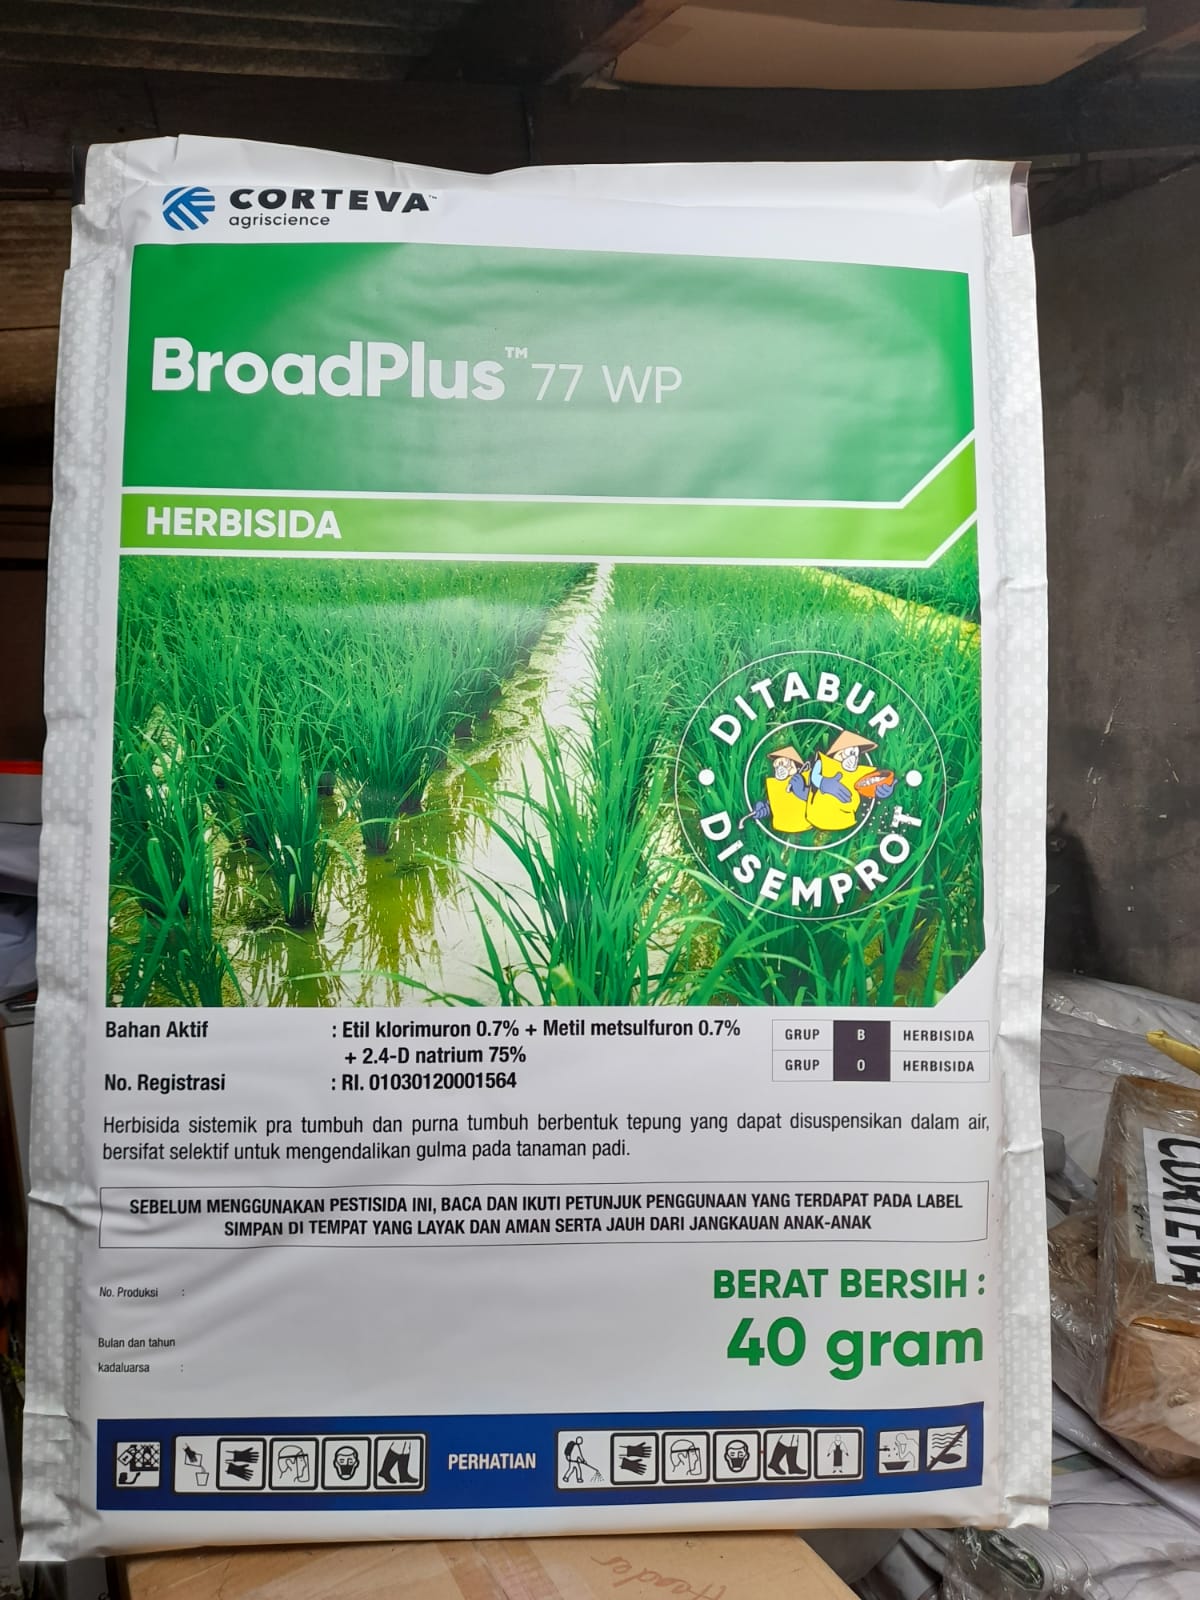 CORTEVA™
agriscience
BroadPlus™ 77 WP
HERBISIDA
DITABUR
DISEMPROT
Bahan Aktif : Etil klorimuron 0.7% + Metil metsulfuron 0.7%
+ 2.4-D natrium 75%
No. Registrasi : RI. 01030120001564
GRUP B HERBISIDA
GRUP O HERBISIDA
Herbisida sistemik pra tumbuh dan purna tumbuh berbentuk tepung yang dapat disuspensikan dalam air,
bersifat selektif untuk mengendalikan gulma pada tanaman padi.
SEBELUM MENGGUNAKAN PESTISIDA INI, BACA DAN IKUTI PETUNJUK PENGGUNAAN YANG TERDAPAT PADA LABEL
SIMPAN DI TEMPAT YANG LAYAK DAN AMAN SERTA JAUH DARI JANGKAUAN ANAK-ANAK
No. Produksi :
Bulan dan tahun
kadaluarsa :
BERAT BERSIH :
40 gram
PERHATIAN
CORTEVA